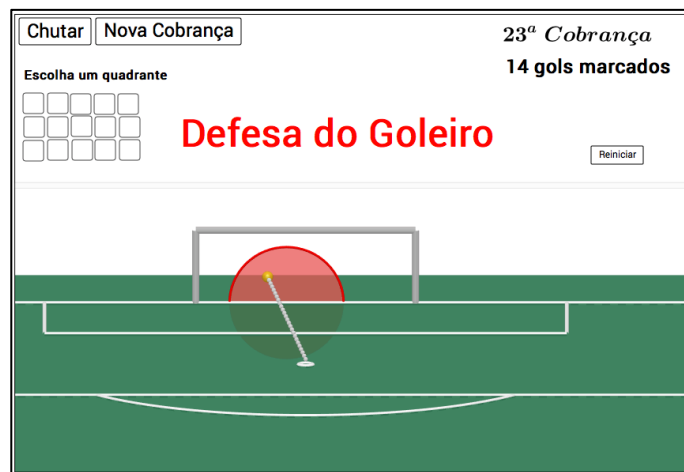 Chutar
Nova Cobrança
23ª Cobrança
14 gols marcados
Escolha um quadrante
Defesa do Goleiro
Reiniciar